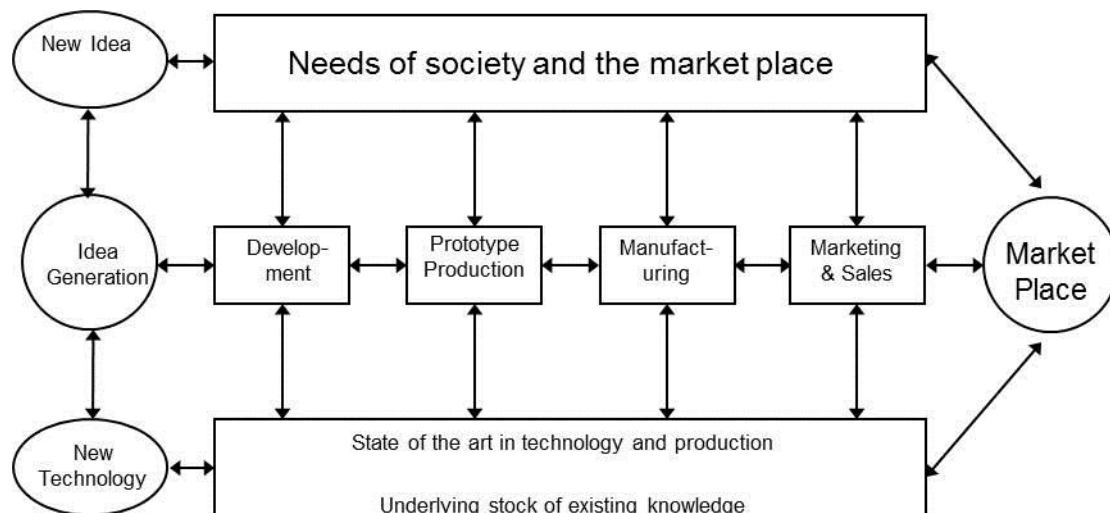 New Idea
Needs of society and the market place
Idea
Generation
Develop-
ment
Prototype
Production
Manufact-
uring
Marketing
& Sales
Market
Place
New
Technology
State of the art in technology and production
Underlying stock of existing knowledge